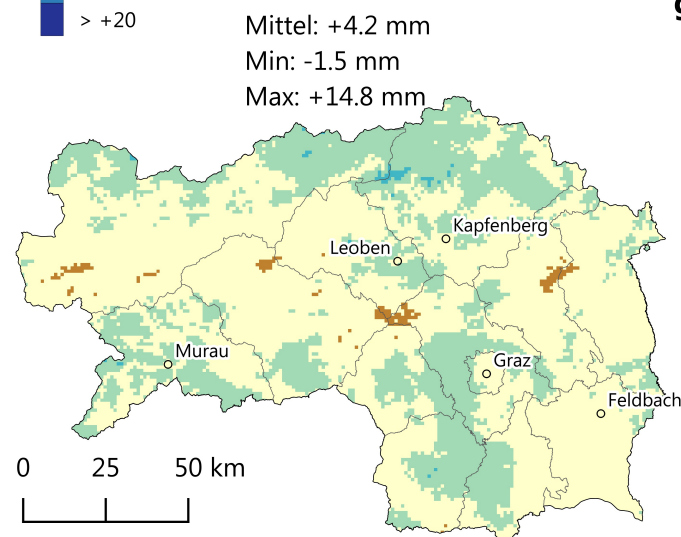 > +20
Mittel: +4.2 mm
Min: -1.5 mm
Max: +14.8 mm
Kapfenberg
Leoben
Murau
Graz
Feldbach
0 25 50 km